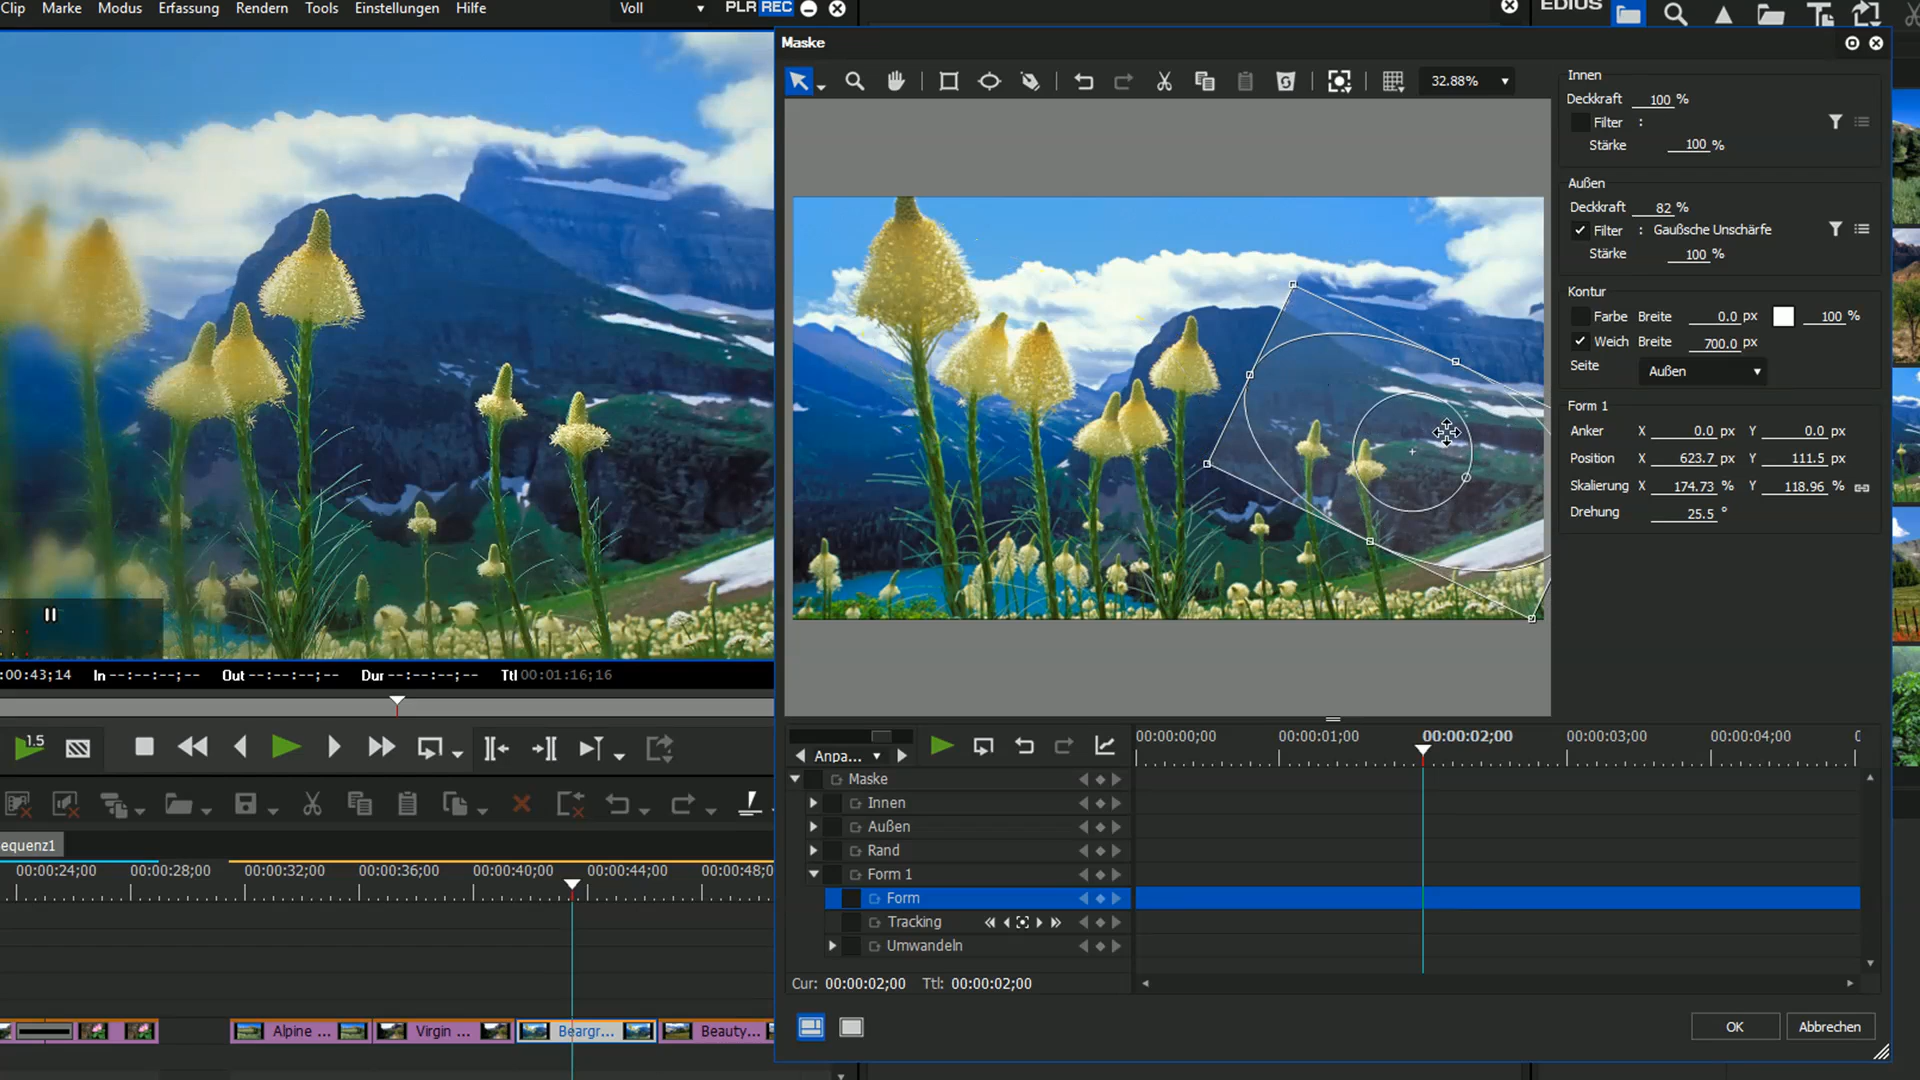 Clip Marke Modus Erfassung Rendern Tools Einstellungen Hilfe Voll PLR REC EDIUS
Maske
32.88%
Innen
Deckkraft 100 %
Filter :
Stärke 100 %
Außen
Deckkraft 82 %
Filter : Gaußsche Unschärfe
Stärke 100 %
Kontur
Farbe Breite 0.0 px 100 %
Weich Breite 700.0 px
Seite Außen
Form 1
Anker X 0.0 px Y 0.0 px
Position X 623.7 px Y 111.5 px
Skalierung X 174.73 % Y 118.96 %
Drehung 25.5 °
:00:43;14 In --:--:--;-- Out --:--:--;-- Dur --:--:--;-- Ttl 00:01:16;16
1.5
equenz1
00:00:24;00 00:00:28;00 00:00:32;00 00:00:36;00 00:00:40;00 00:00:44;00 00:00:48;0
Alpine ... Virgin ... Beargr... Beauty...
00:00:00;00 00:00:01;00 00:00:02;00 00:00:03;00 00:00:04;00 0
Anpa...
Maske
Innen
Außen
Rand
Form 1
Form
Tracking
Umwandeln
Cur: 00:00:02;00 Ttl: 00:00:02;00
OK Abbrechen